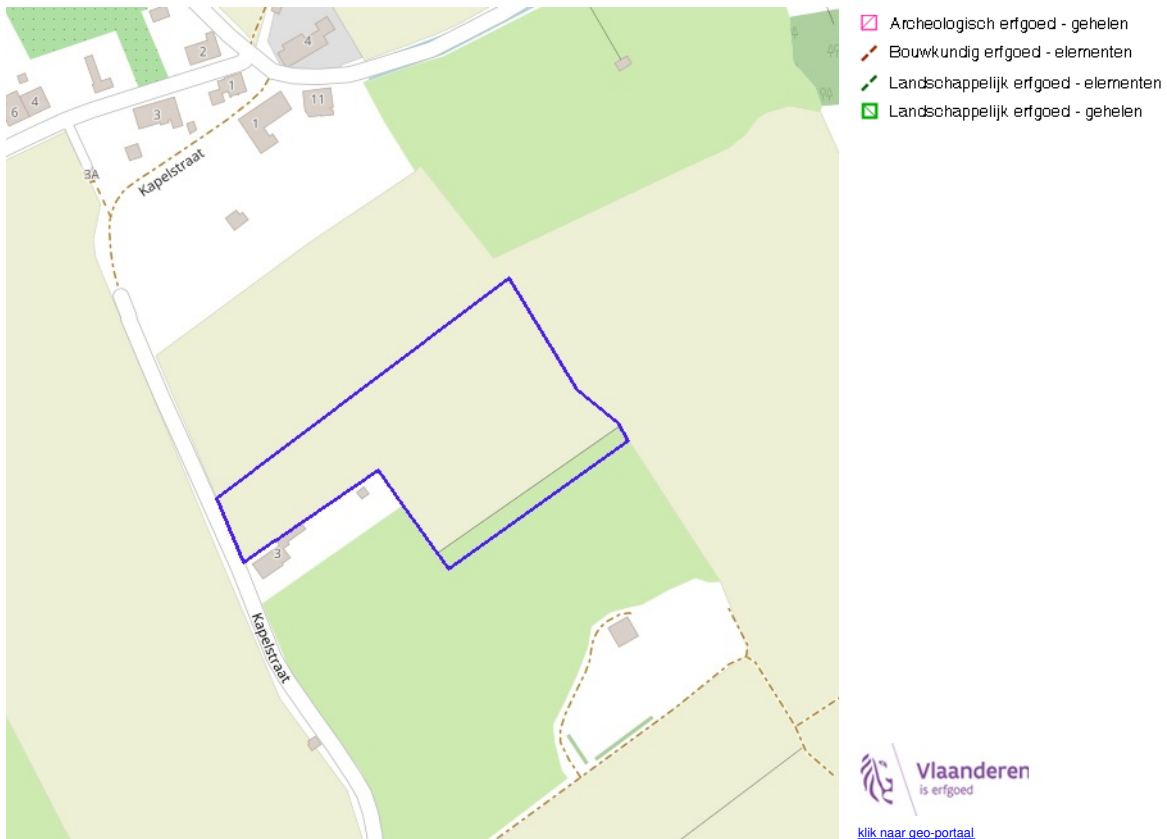 2
4
6
4
3
1
1
11
3A
Kapelstraat
3
Kapelstraat
Archeologisch erfgoed - gehelen
Bouwkundig erfgoed - elementen
Landschappelijk erfgoed - elementen
Landschappelijk erfgoed - gehelen
Vlaanderen
is erfgoed
klik naar geo-portaal